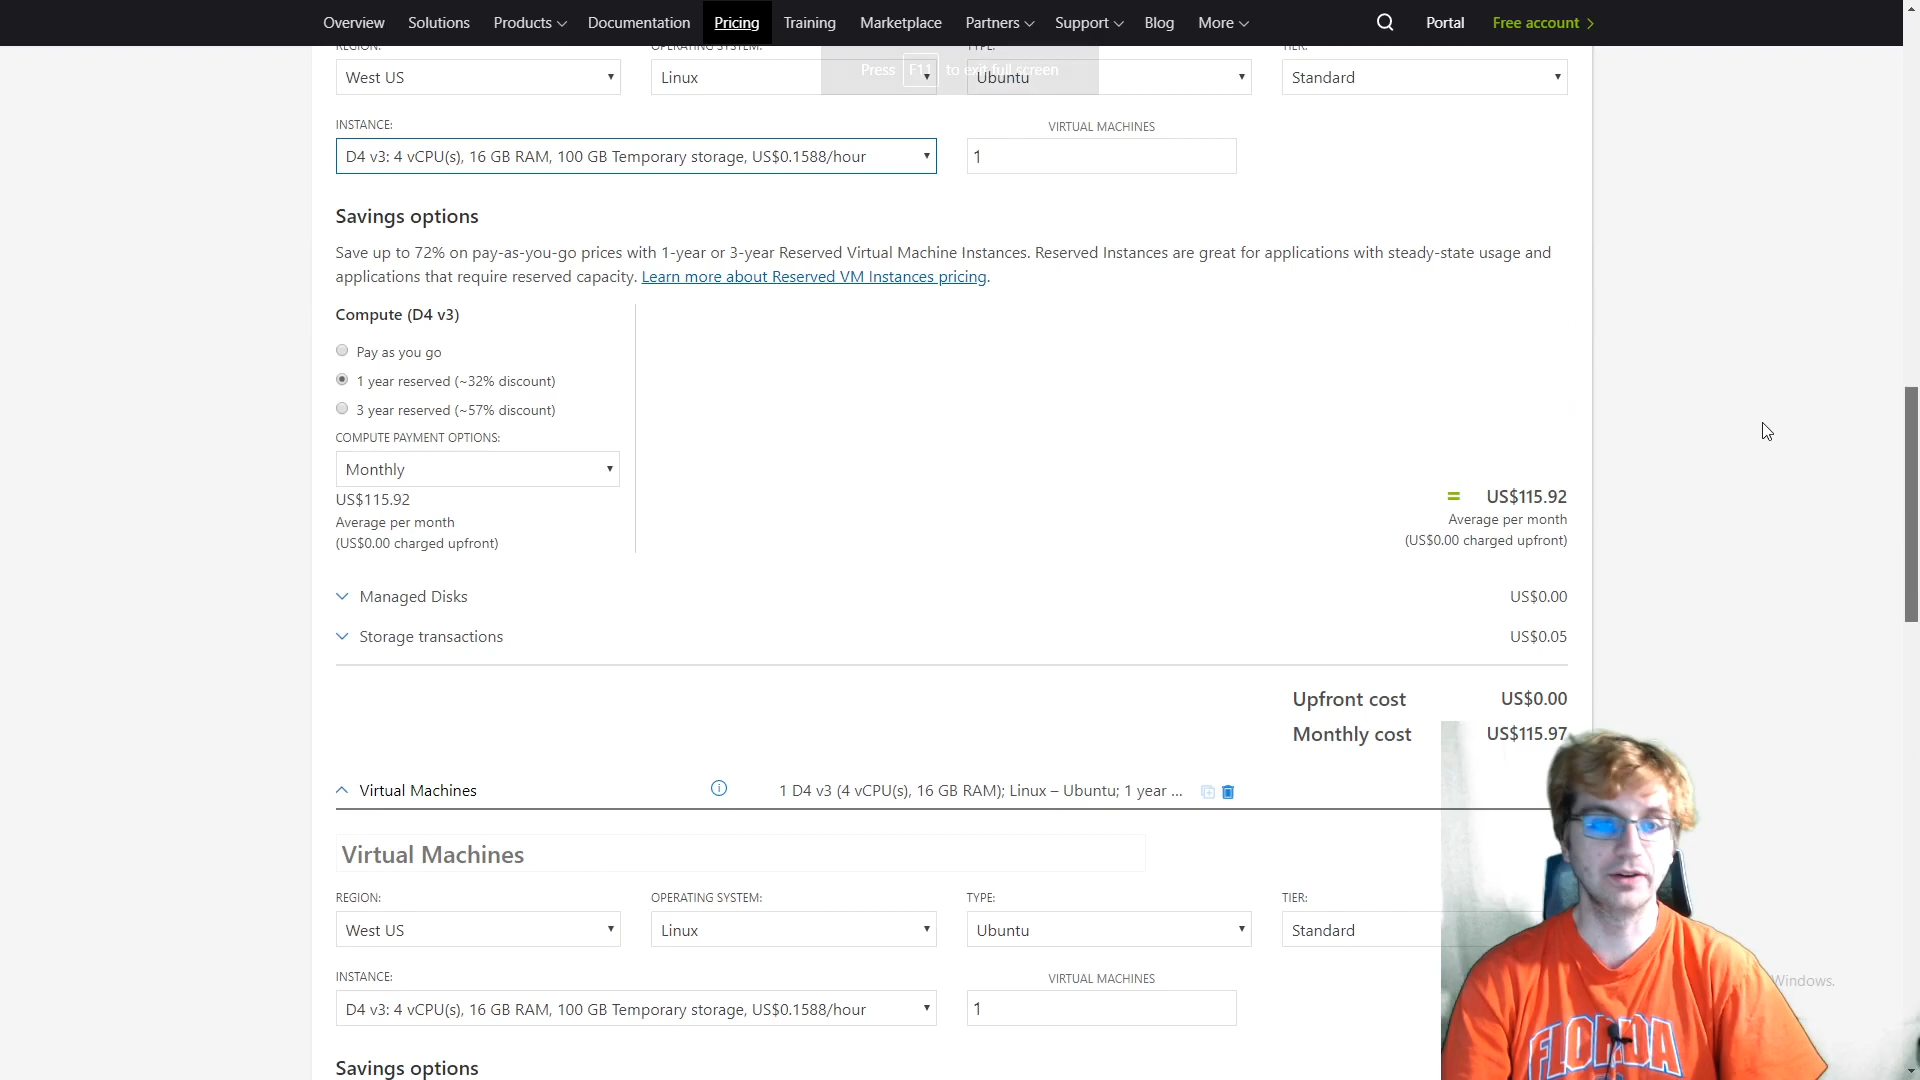 Overview Solutions Products Documentation Pricing Training Marketplace Partners Support Blog More Portal Free account
REGION: OPERATING SYSTEM: TYPE: TIER:
Press F11 to exit full screen
West US Linux Ubuntu Standard
INSTANCE: VIRTUAL MACHINES
D4 v3: 4 vCPU(s), 16 GB RAM, 100 GB Temporary storage, US$0.1588/hour 1
Savings options
Save up to 72% on pay-as-you-go prices with 1-year or 3-year Reserved Virtual Machine Instances. Reserved Instances are great for applications with steady-state usage and
applications that require reserved capacity. Learn more about Reserved VM Instances pricing.
Compute (D4 v3)
Pay as you go
1 year reserved (~32% discount)
3 year reserved (~57% discount)
COMPUTE PAYMENT OPTIONS:
Monthly
US$115.92
Average per month
(US$0.00 charged upfront)
= US$115.92
Average per month
(US$0.00 charged upfront)
Managed Disks US$0.00
Storage transactions US$0.05
Upfront cost US$0.00
Monthly cost US$115.97
Virtual Machines 1 D4 v3 (4 vCPU(s), 16 GB RAM); Linux – Ubuntu; 1 year ...
Virtual Machines
REGION: OPERATING SYSTEM: TYPE: TIER:
West US Linux Ubuntu Standard
INSTANCE: VIRTUAL MACHINES
D4 v3: 4 vCPU(s), 16 GB RAM, 100 GB Temporary storage, US$0.1588/hour 1
Windows.
Savings options
FLORIDA